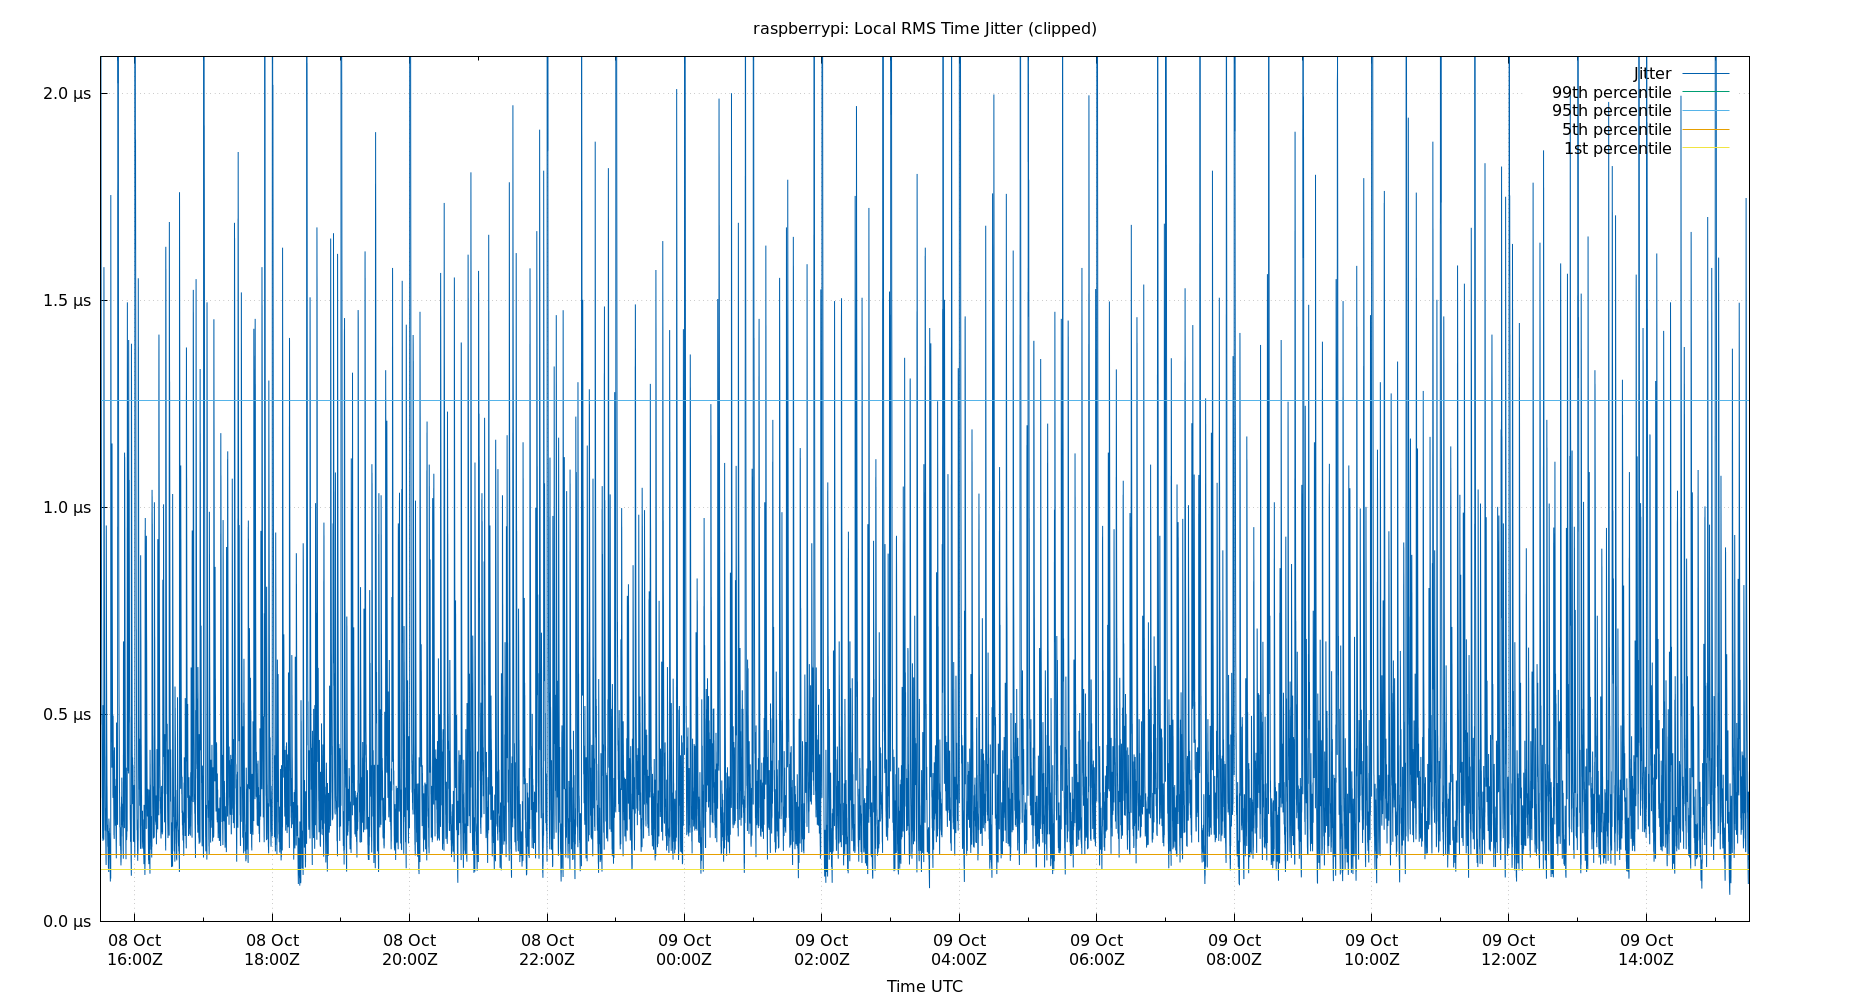 raspberrypi: Local RMS Time Jitter (clipped)
Jitter
99th percentile
95th percentile
5th percentile
1st percentile
2.0 µs
1.5 µs
1.0 µs
0.5 µs
0.0 µs
08 Oct 08 Oct 08 Oct 08 Oct 09 Oct 09 Oct 09 Oct 09 Oct 09 Oct 09 Oct 09 Oct 09 Oct
16:00Z 18:00Z 20:00Z 22:00Z 00:00Z 02:00Z 04:00Z 06:00Z 08:00Z 10:00Z 12:00Z 14:00Z
Time UTC